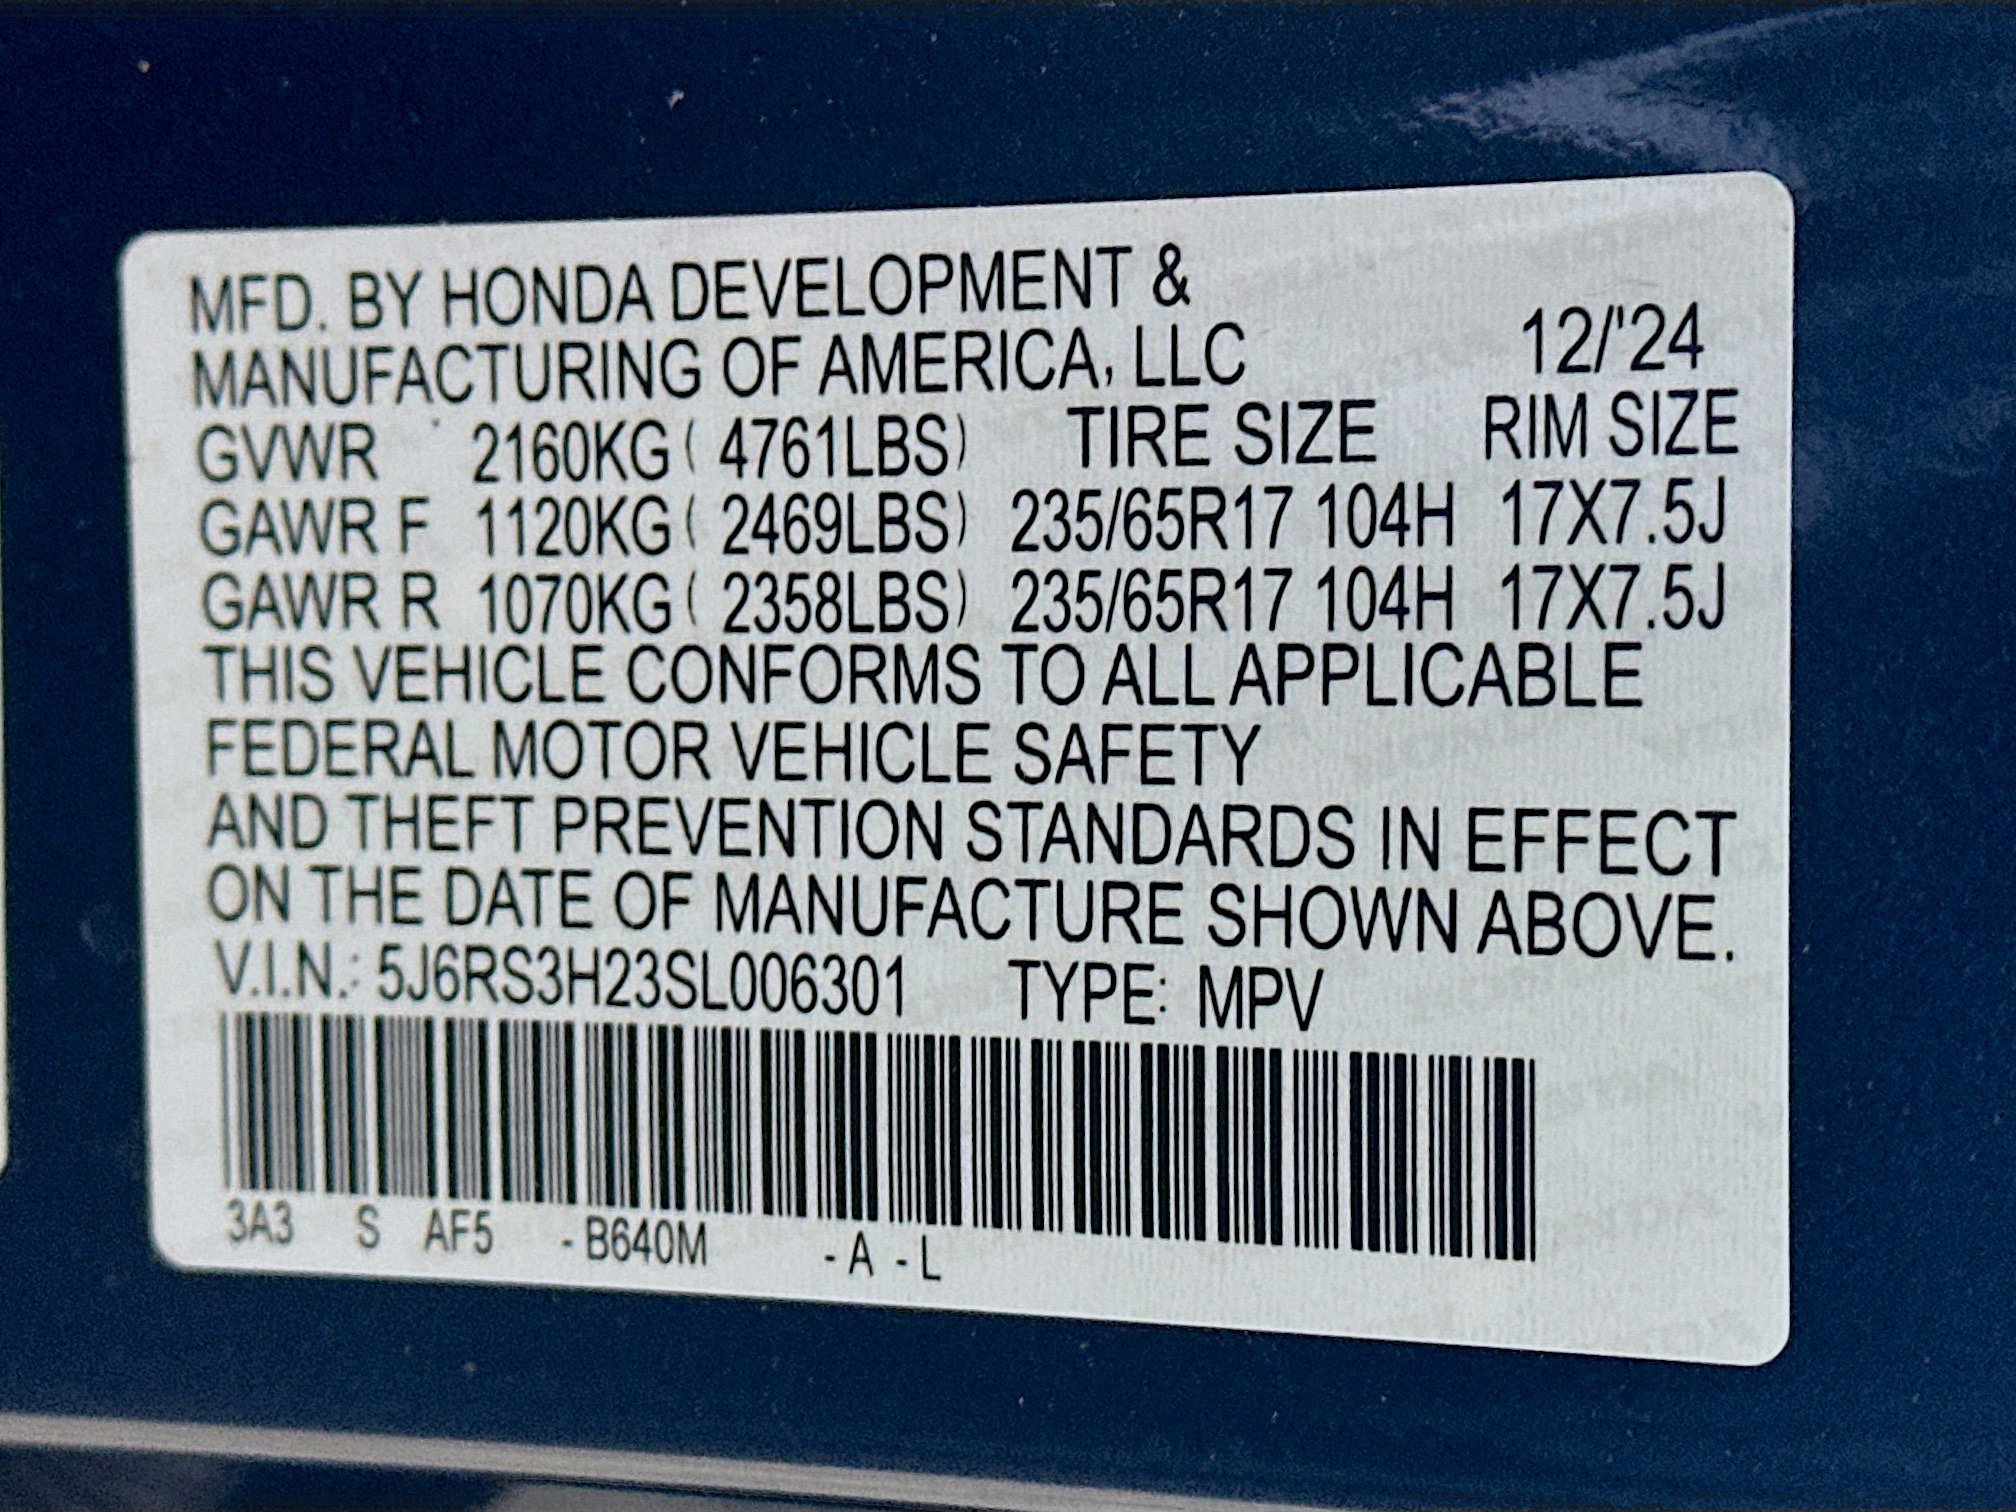 MFD. BY HONDA DEVELOPMENT &
MANUFACTURING OF AMERICA, LLC 12/'24
GVWR 2160KG ( 4761LBS) TIRE SIZE RIM SIZE
GAWR F 1120KG ( 2469LBS) 235/65R17 104H 17X7.5J
GAWR R 1070KG ( 2358LBS) 235/65R17 104H 17X7.5J
THIS VEHICLE CONFORMS TO ALL APPLICABLE
FEDERAL MOTOR VEHICLE SAFETY
AND THEFT PREVENTION STANDARDS IN EFFECT
ON THE DATE OF MANUFACTURE SHOWN ABOVE.
V.I.N.: 5J6RS3H23SL006301 TYPE: MPV
3A3 S AF5 - B640M - A - L